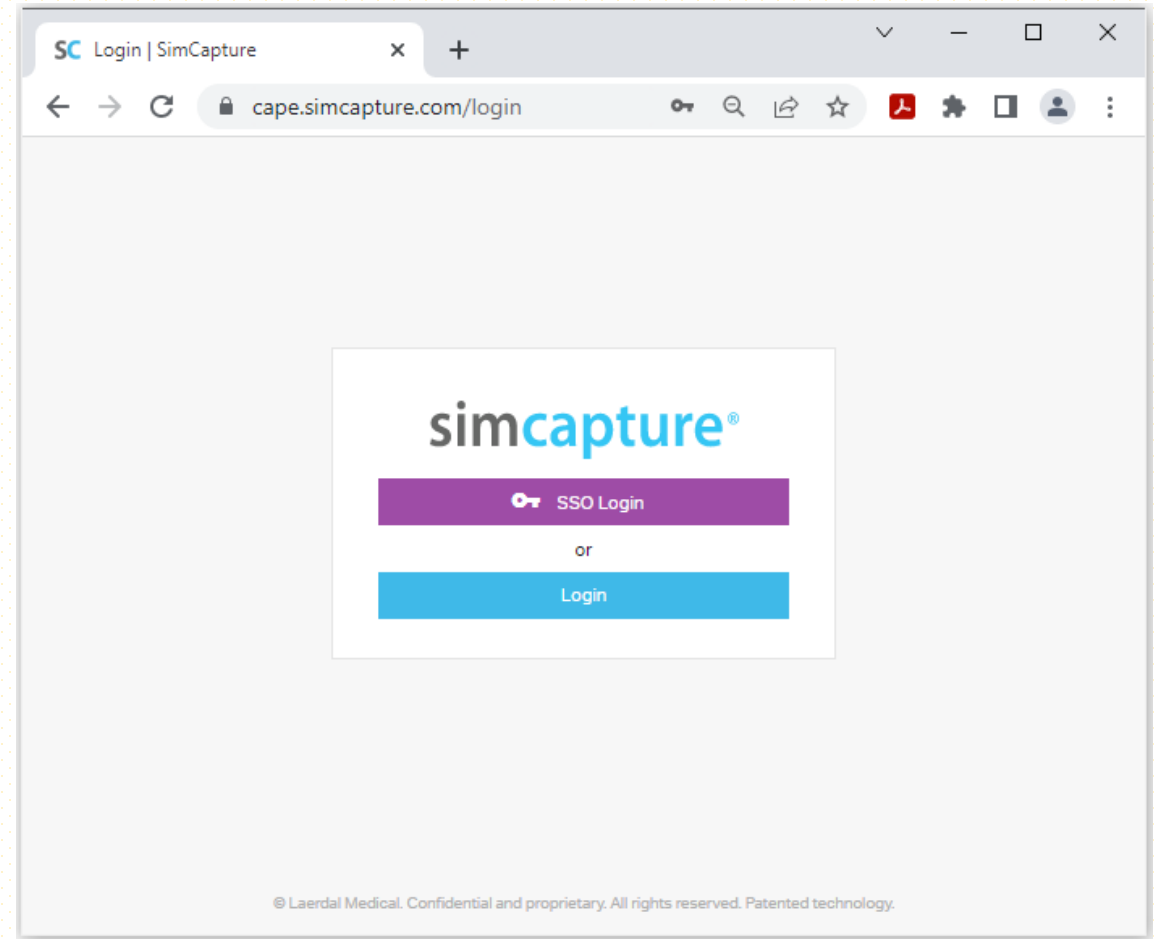 SC Login | SimCapture
cape.simcapture.com/login
simcapture®
SSO Login
or
Login
© Laerdal Medical. Confidential and proprietary. All rights reserved. Patented technology.